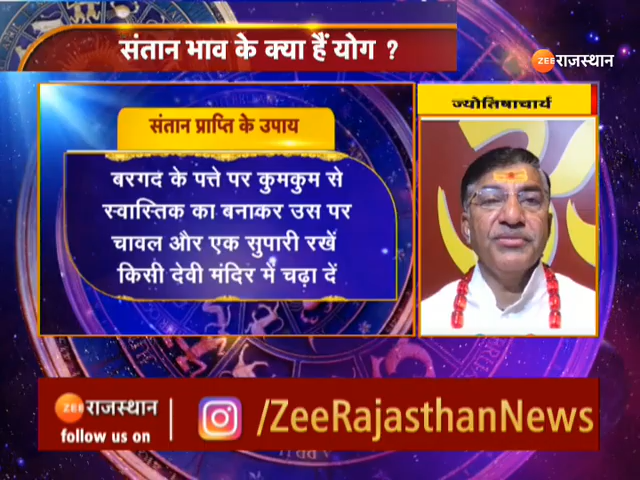 संतान भाव के क्या हैं योग ?
ZEE राजस्थान
संतान प्राप्ति के उपाय
बरगद के पत्ते पर कुमकुम से
स्वास्तिक का बनाकर उस पर
चावल और एक सुपारी रखें
किसी देवी मंदिर में चढ़ा दें
ज्योतिषाचार्य
ZEE राजस्थान
follow us on
/ZeeRajasthanNews